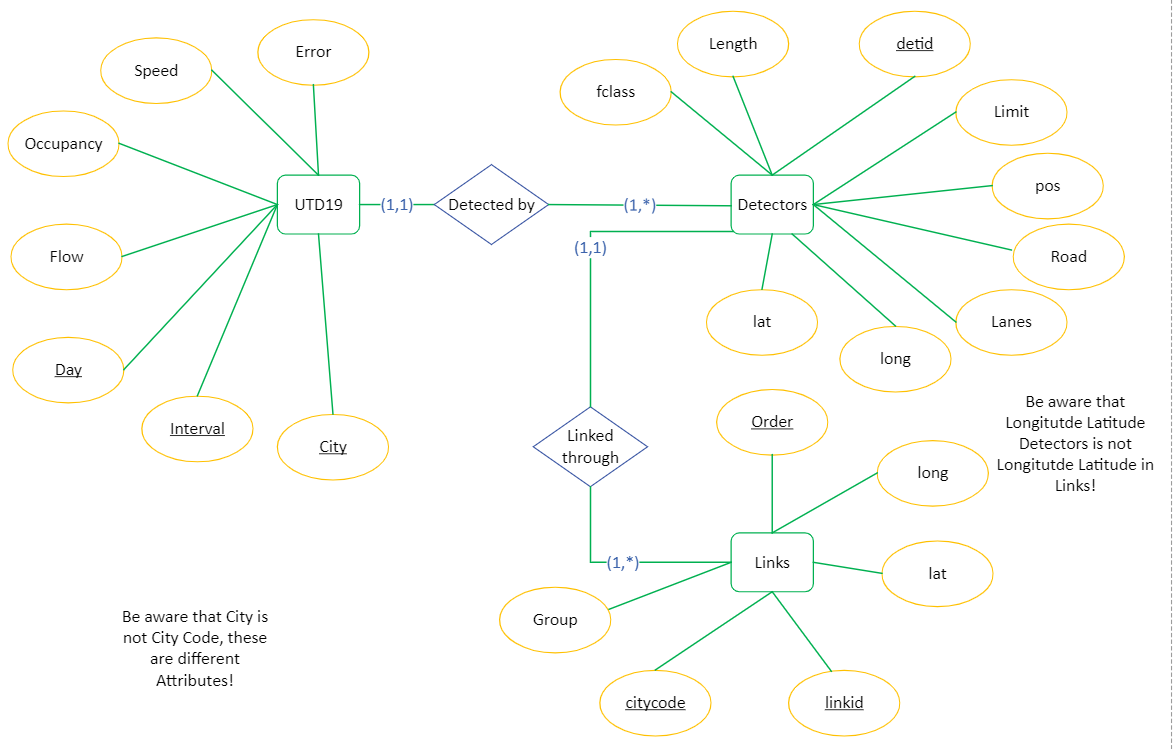 Error
Speed
Occupancy
Flow
Day
Interval
City
UTD19
(1,1)
Detected by
(1,*)
Detectors
Length
detid
fclass
Limit
pos
Road
Lanes
long
lat
(1,1)
Linked
through
(1,*)
Links
Order
long
lat
Group
citycode
linkid
Be aware that
Longitutde Latitude
Detectors is not
Longitutde Latitude in
Links!
Be aware that City is
not City Code, these
are different
Attributes!